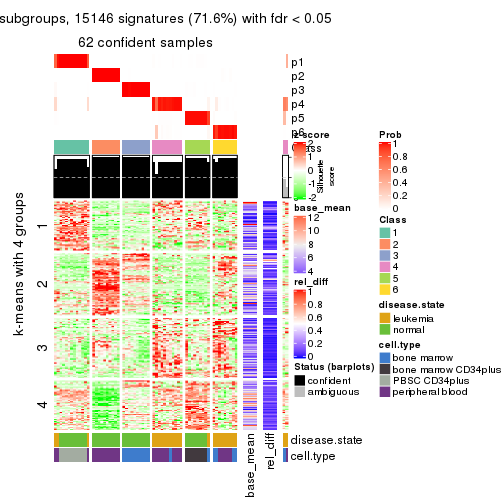 subgroups, 15146 signatures (71.6%) with fdr < 0.05
62 confident samples
p1
p2
p3
p4
p5
p6
Class
z-score
2
1
0
-1
-2
Silhouette
score
k-means with 4 groups
1
2
3
4
base_mean
12
10
8
6
4
rel_diff
1
0.8
0.6
0.4
0.2
0
Status (barplots)
confident
ambiguous
Prob
1
0.8
0.6
0.4
0.2
0
Class
1
2
3
4
5
6
disease.state
leukemia
normal
cell.type
bone marrow
bone marrow CD34plus
PBSC CD34plus
peripheral blood
disease.state
cell.type
base_mean
rel_diff